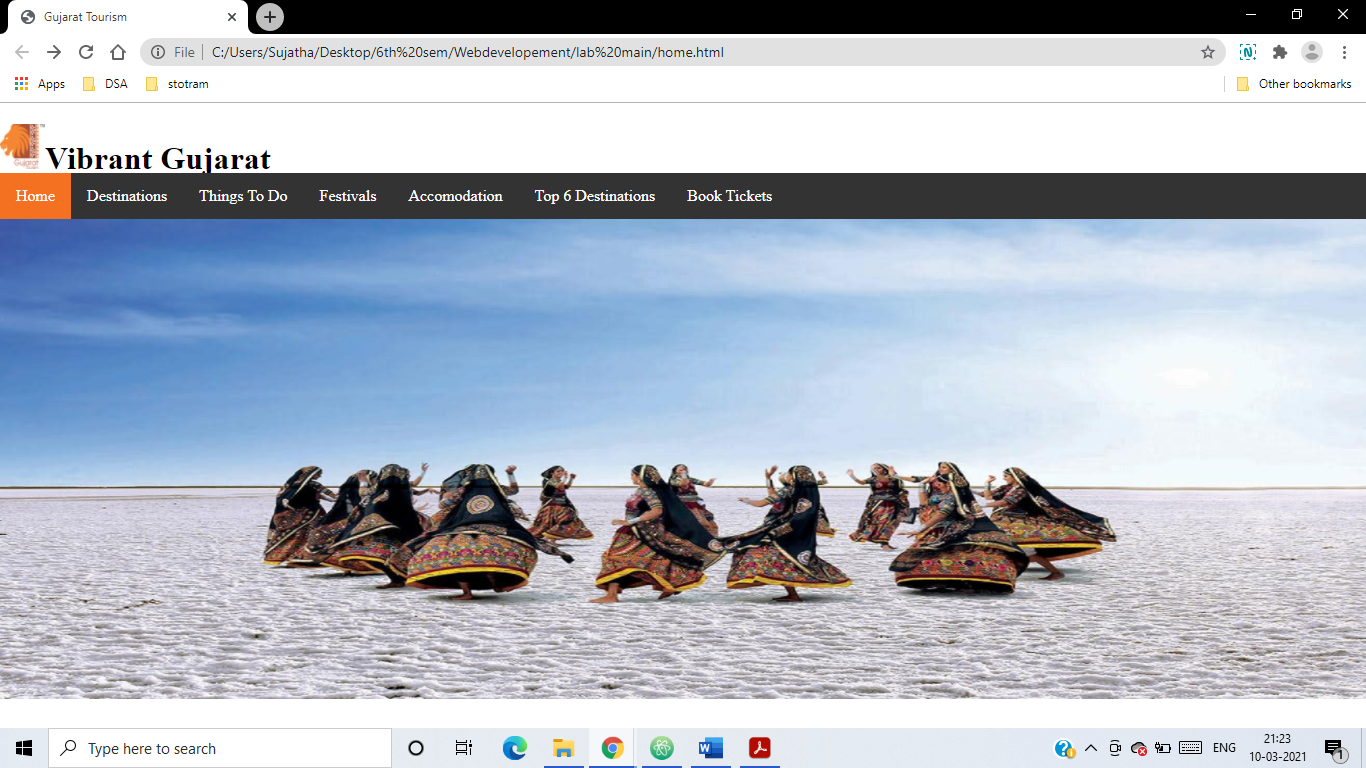 Gujarat Tourism
File C:/Users/Sujatha/Desktop/6th%20sem/Webdevelopement/lab%20main/home.html
Apps DSA stotram Other bookmarks
Gujarat
Vibrant Gujarat
Home Destinations Things To Do Festivals Accomodation Top 6 Destinations Book Tickets
Type here to search
ENG
21:23
10-03-2021
1